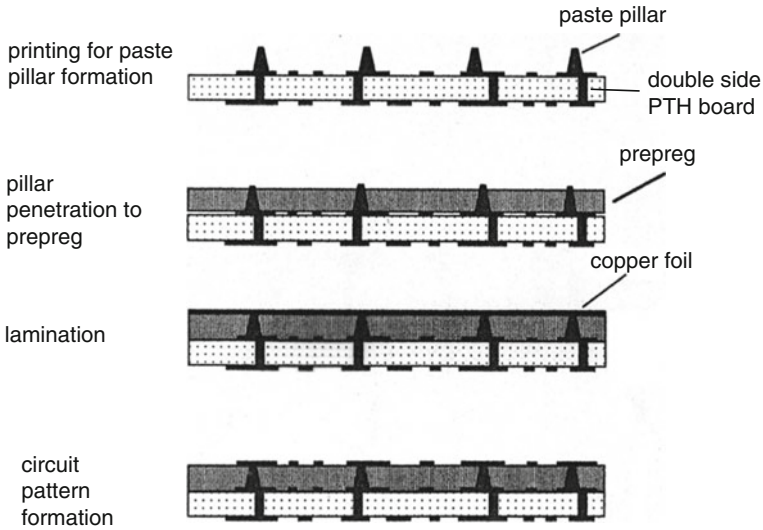 paste pillar
printing for paste
pillar formation
double side
PTH board
prepreg
pillar
penetration to
prepreg
copper foil
lamination
circuit
pattern
formation